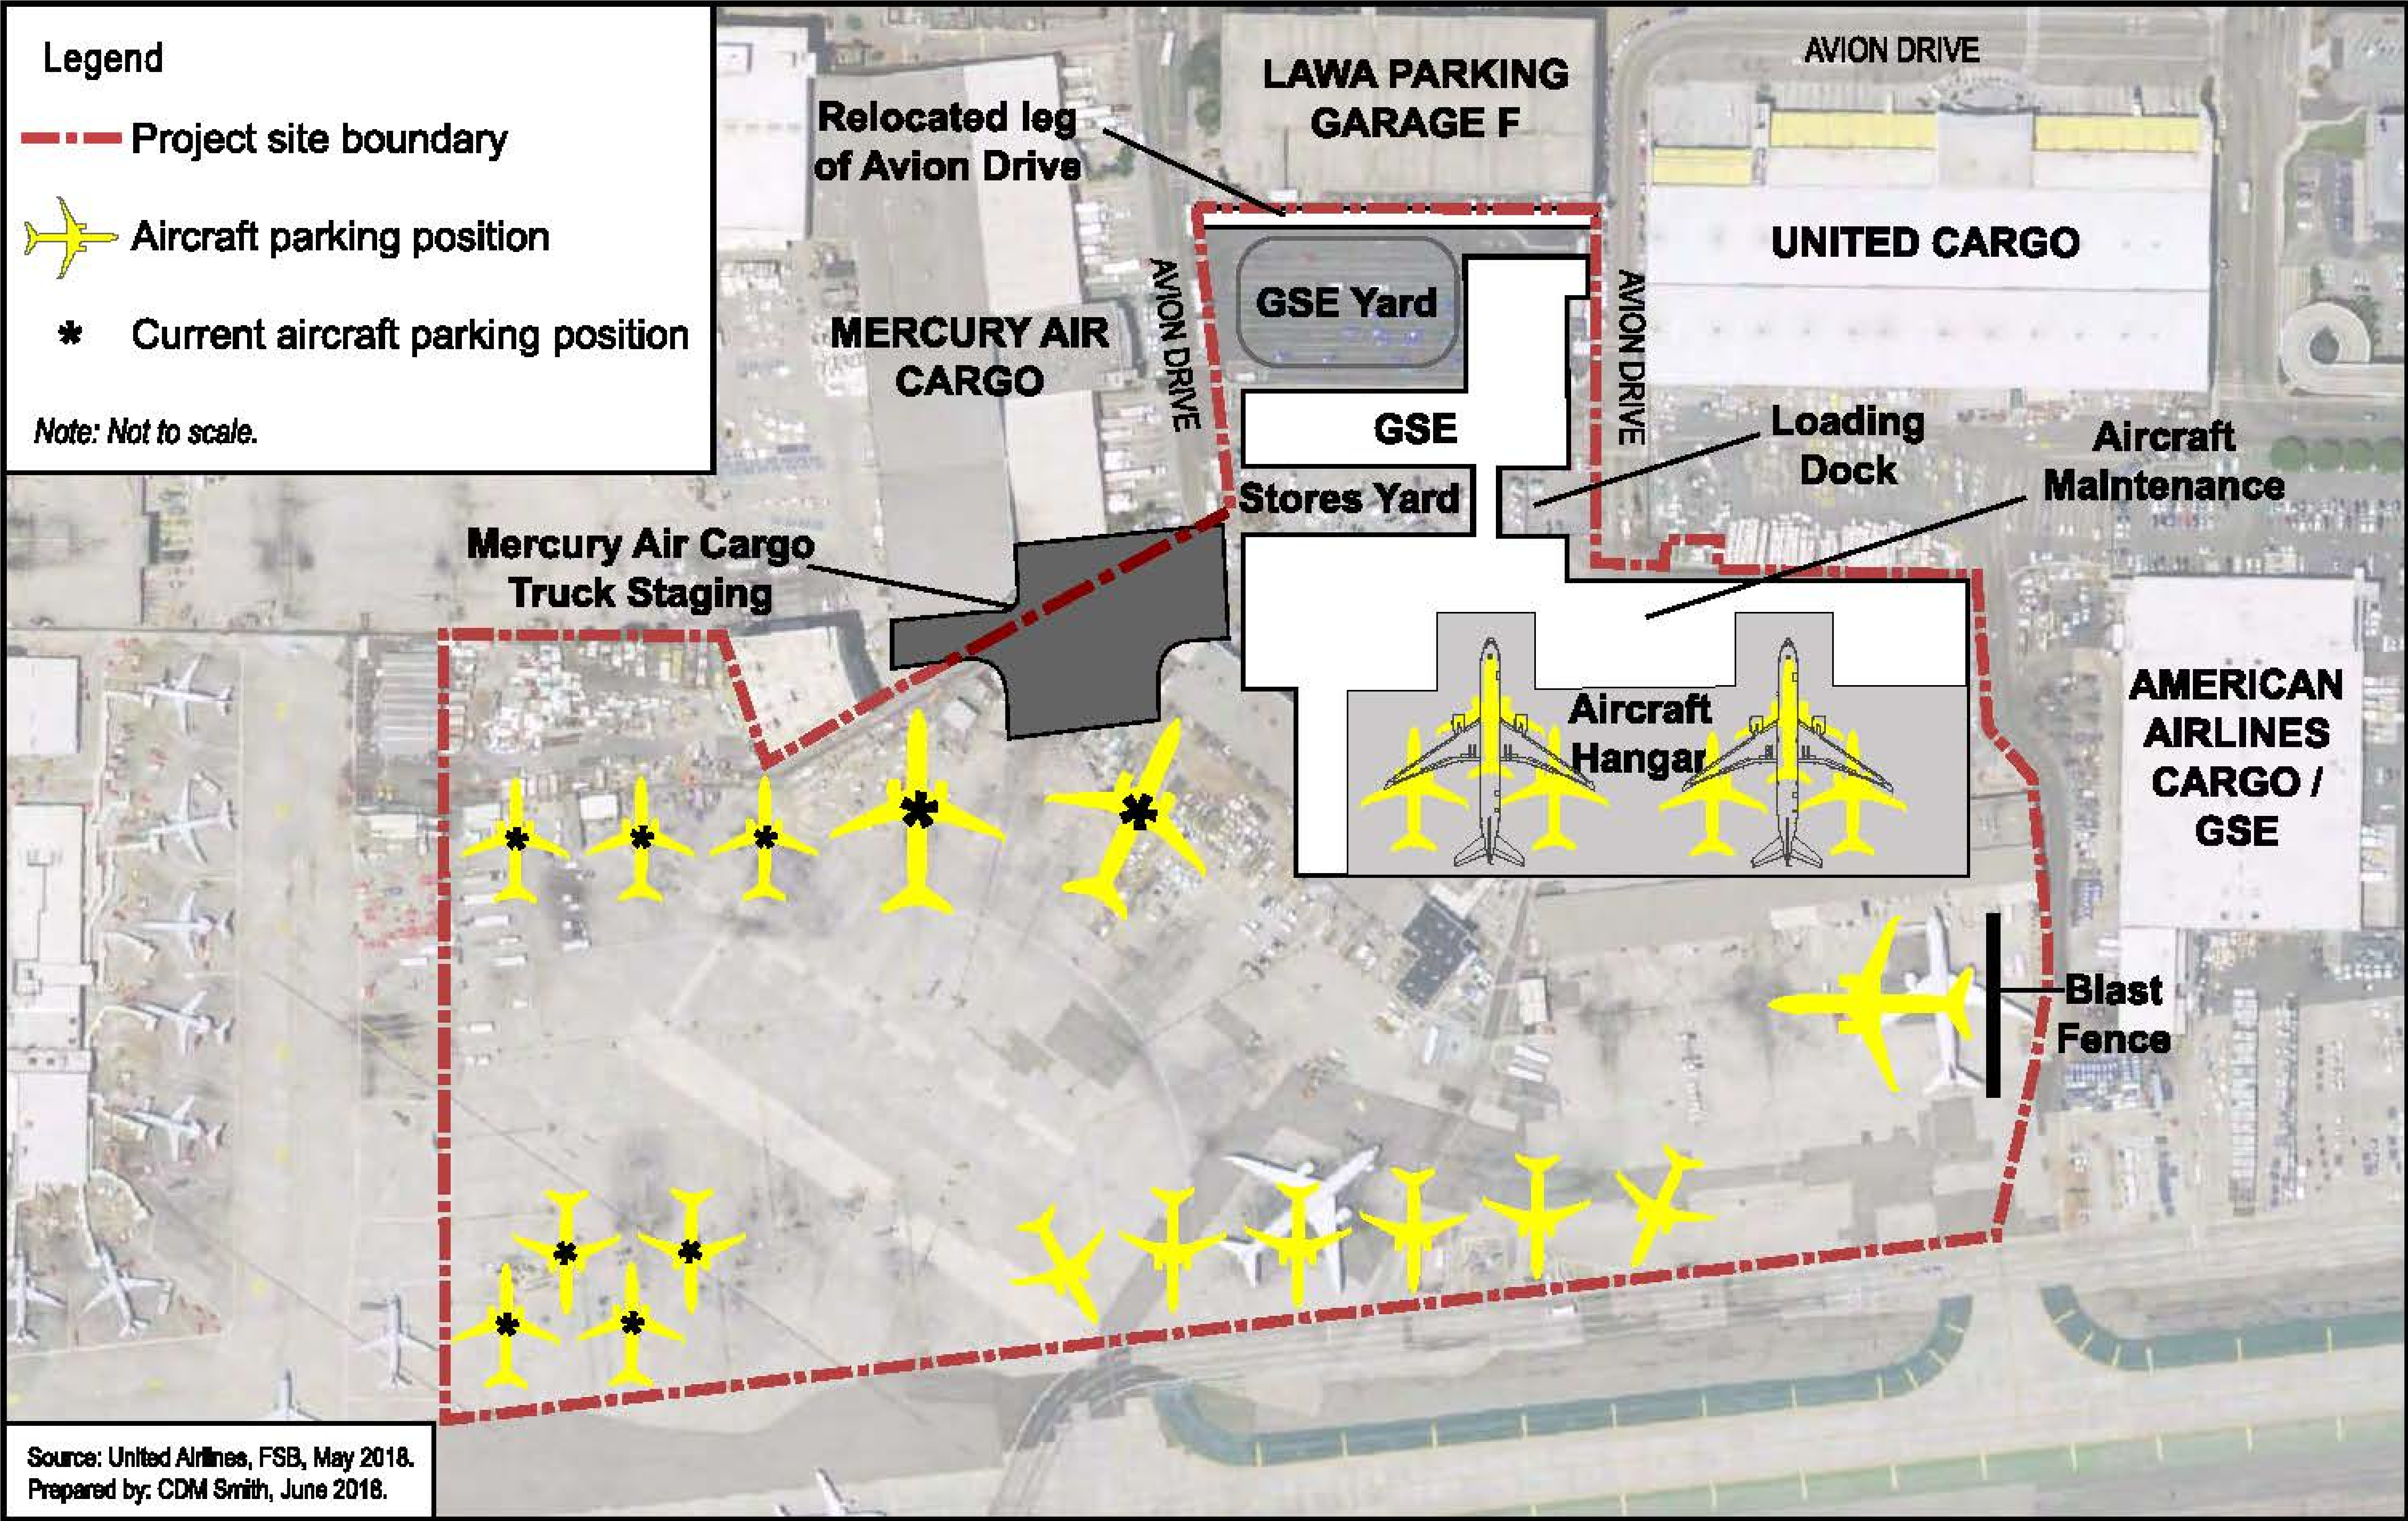 Legend
Project site boundary
Aircraft parking position
* Current aircraft parking position
Note: Not to scale.
AVION DRIVE
LAWA PARKING
GARAGE F
Relocated leg
of Avion Drive
UNITED CARGO
GSE Yard
AVION DRIVE
AVION DRIVE
MERCURY AIR
CARGO
GSE
Loading
Dock
Aircraft
MaIntenance
Stores Yard
Mercury Air Cargo
Truck Staging
Aircraft
Hangar
AMERICAN
AIRLINES
CARGO /
GSE
Blast
Fence
Source: United Airlines, FSB, May 2018.
Prepared by: CDM Smith, June 2018.